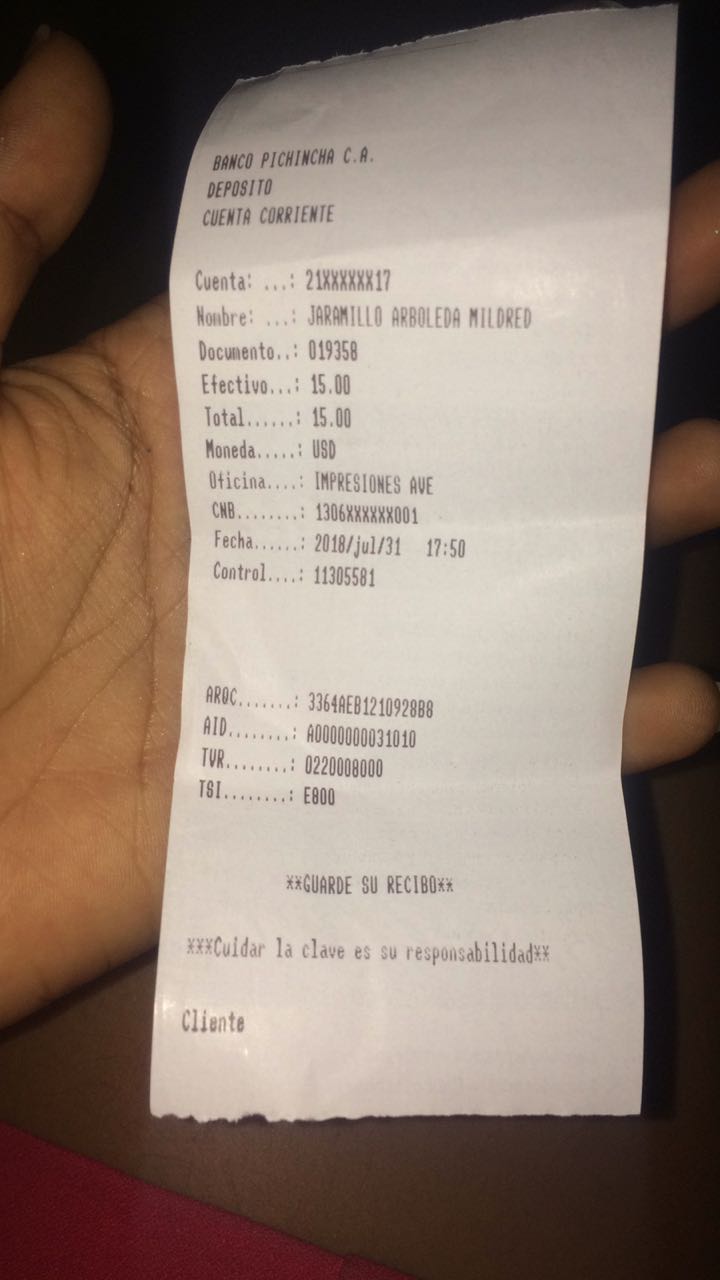 BANCO PICHINCHA C.A.
DEPOSITO
CUENTA CORRIENTE
Cuenta: ...: 21XXXXXX17
Nombre: ...: JARAMILLO ARBOLEDA MILDRED
Documento..: 019358
Efectivo...: 15.00
Total......: 15.00
Moneda.....: USD
Oficina....: IMPRESIONES AVE
CNB........: 1306XXXXXX001
Fecha......: 2018/jul/31 17:50
Control....: 11305581
ARQC.......: 3364AEB1210928B8
AID........: A0000000031010
TVR........: 0220008000
TSI........: E800
**GUARDE SU RECIBO**
***Cuidar la clave es su responsabilidad**
Cliente